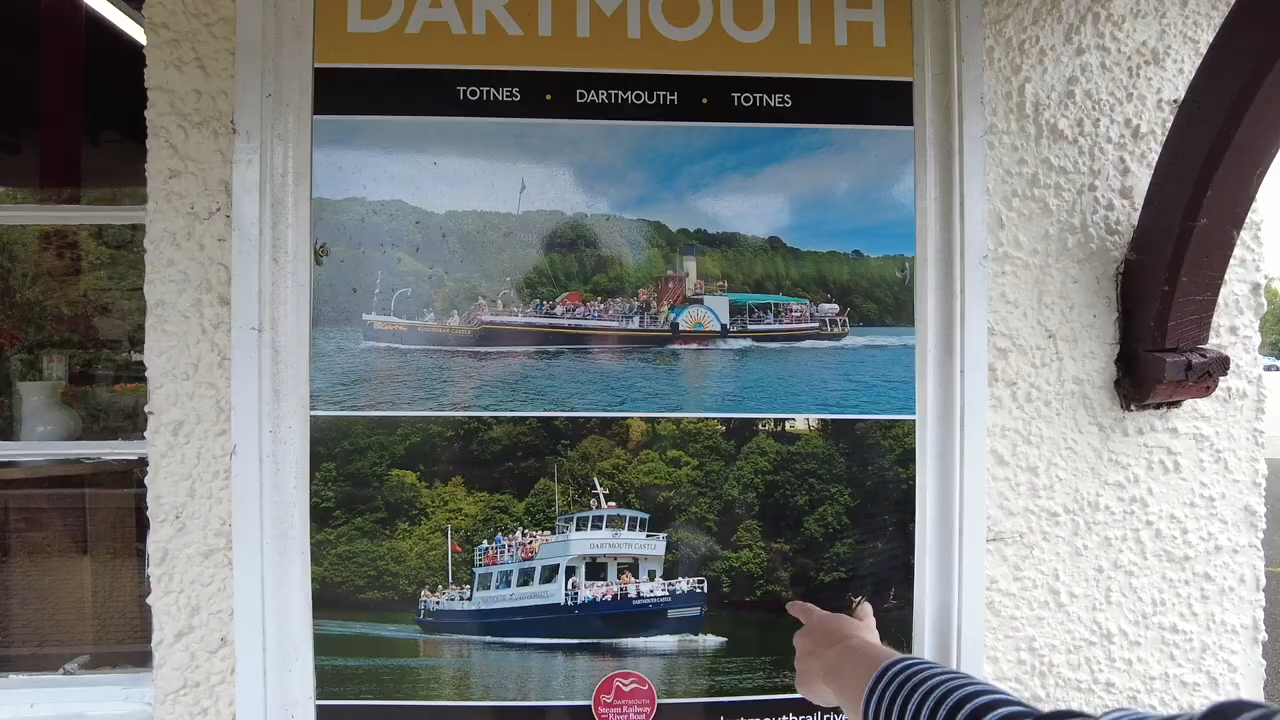 DARTMOUTH
TOTNES • DARTMOUTH • TOTNES
KINGSWEAR CASTLE
DARTMOUTH CASTLE
DARTMOUTH CASTLE
DARTMOUTH
Steam Railway
and River Boat